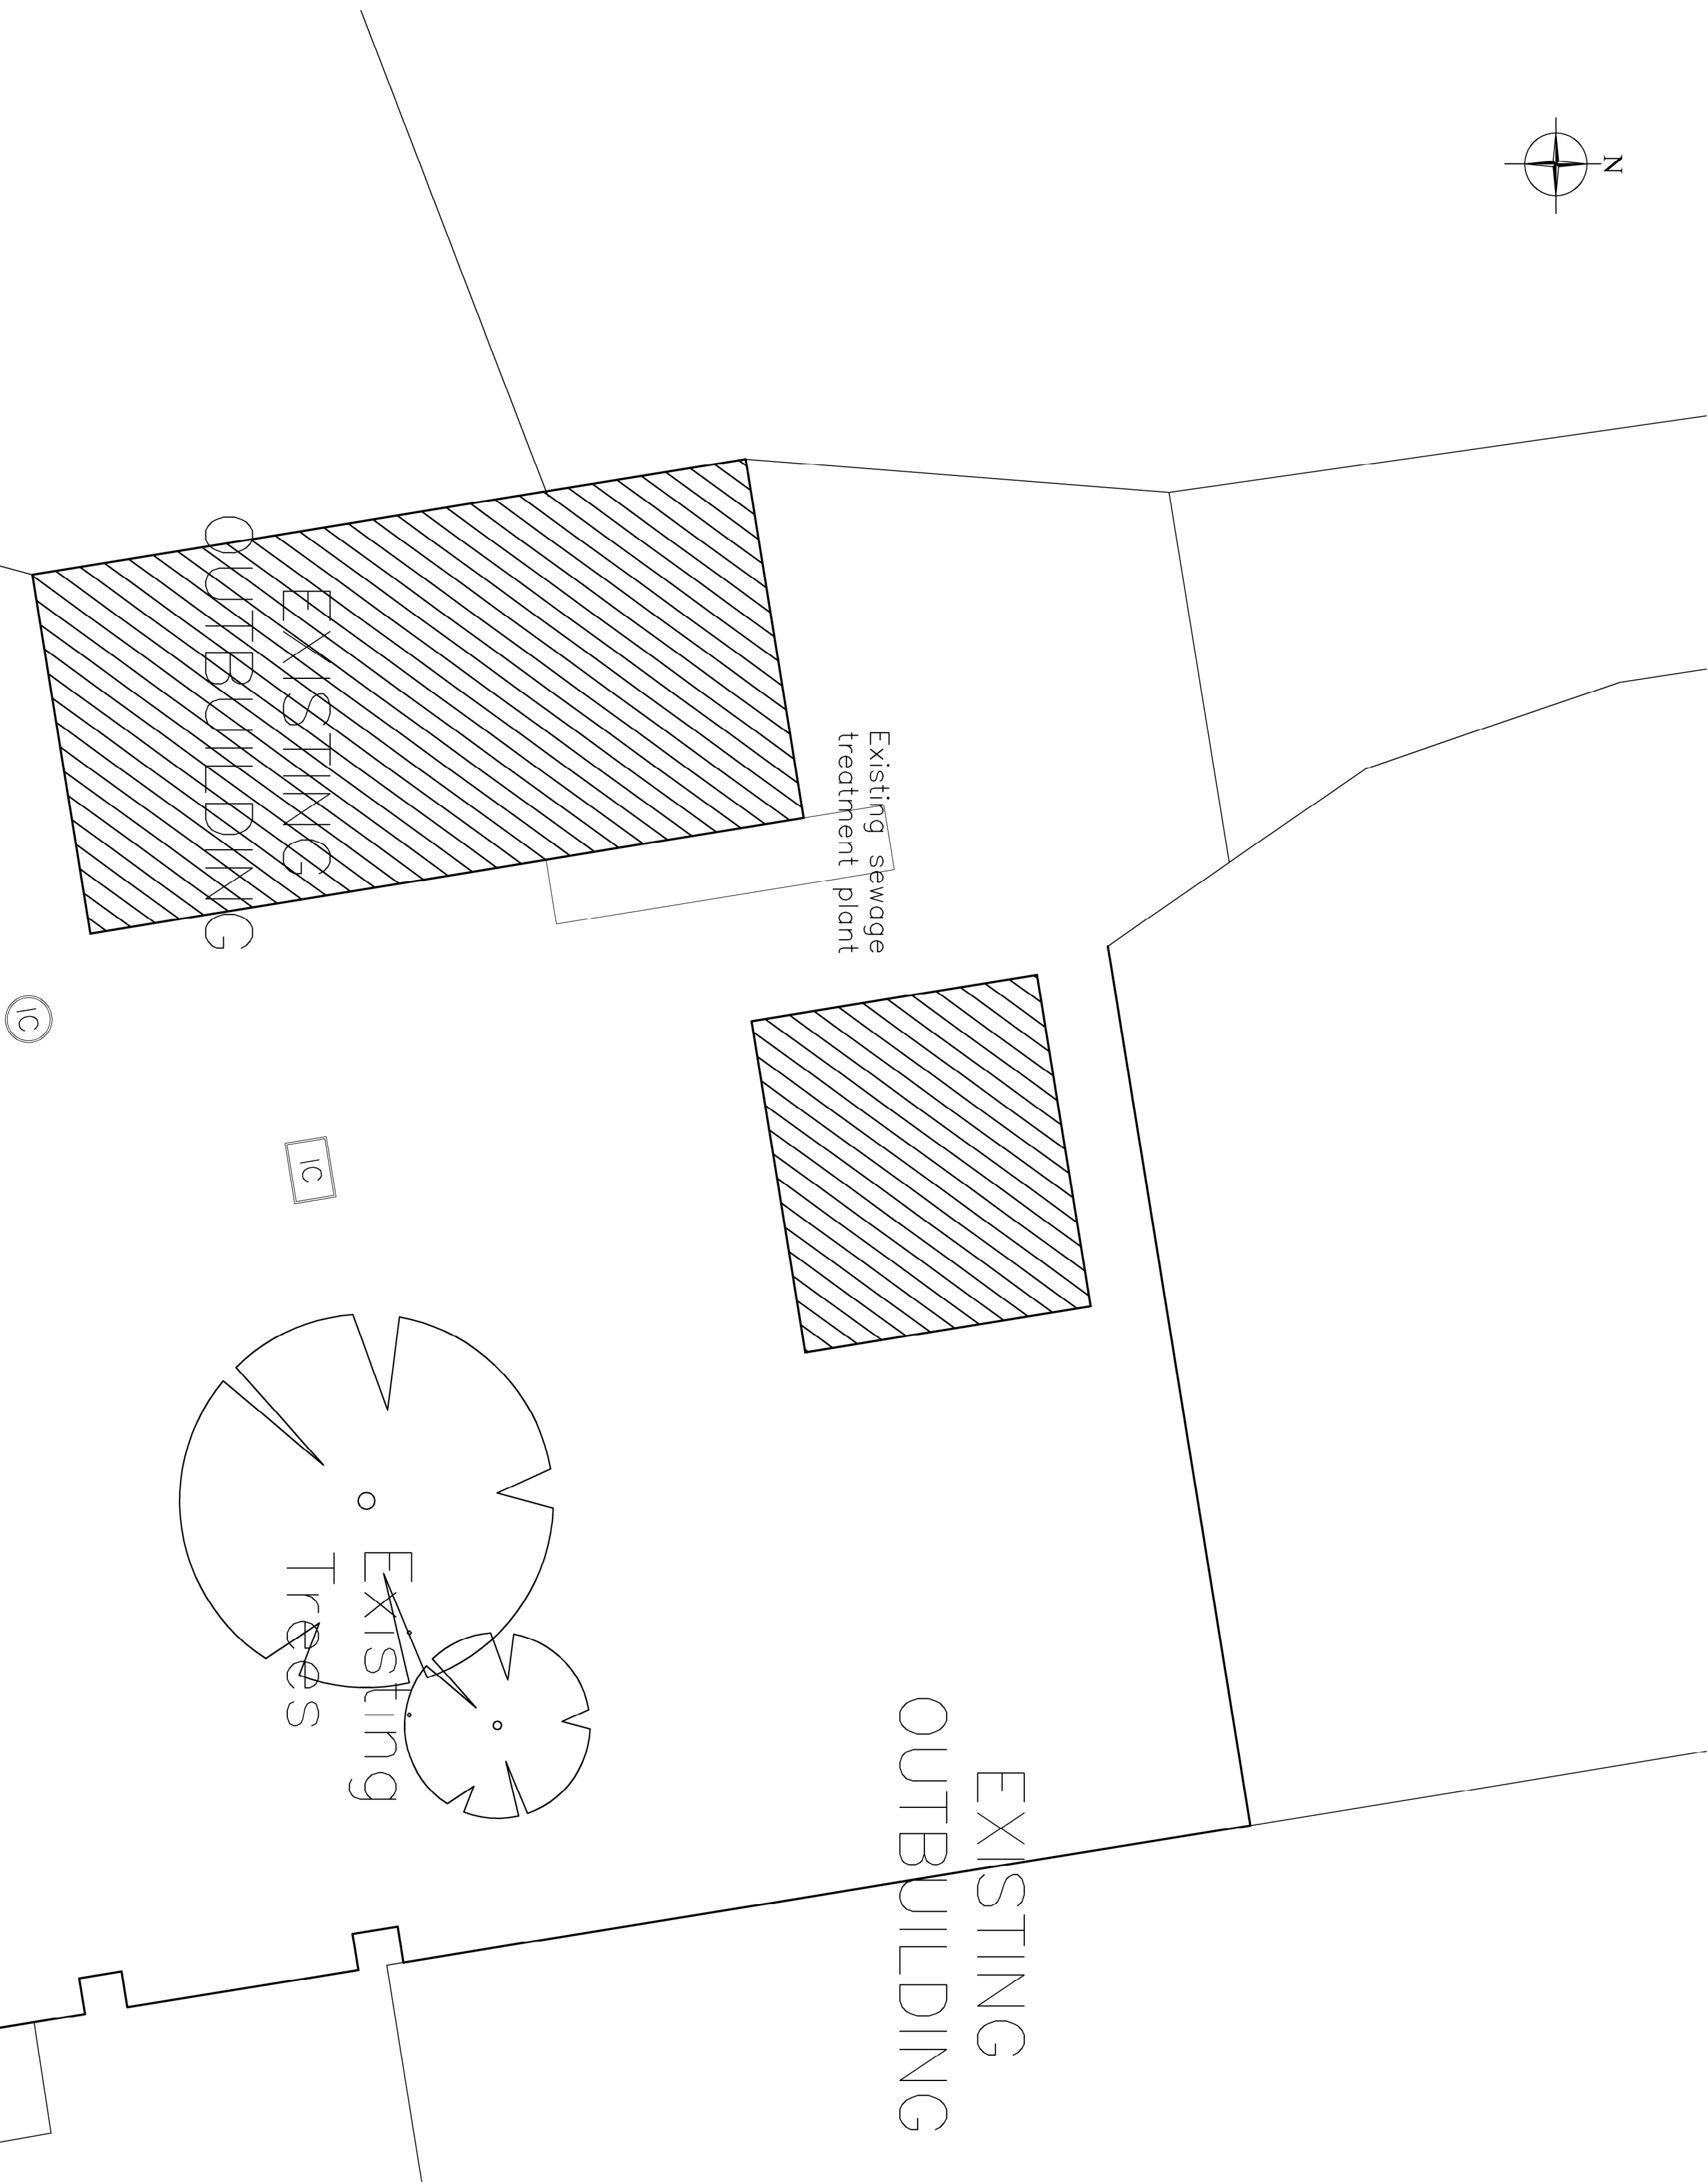 N
EXISTING
OUTBUILDING
Existing sewage
treatment plant
IC
IC
Existing
Trees
EXISTING
OUTBUILDING